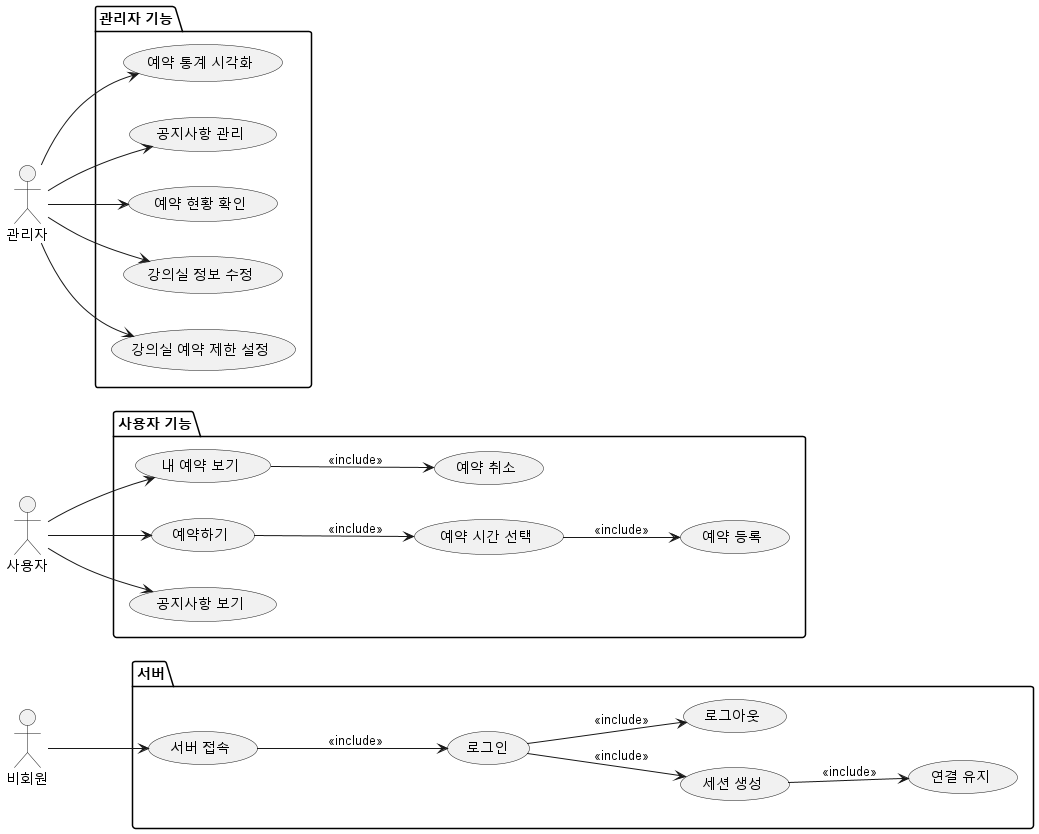 관리자 기능
예약 통계 시각화
공지사항 관리
예약 현황 확인
관리자
강의실 정보 수정
강의실 예약 제한 설정
사용자 기능
내 예약 보기
«include»
예약 취소
예약하기
«include»
예약 시간 선택
«include»
예약 등록
사용자
공지사항 보기
서버
로그아웃
«include»
서버 접속
«include»
로그인
«include»
세션 생성
«include»
연결 유지
비회원